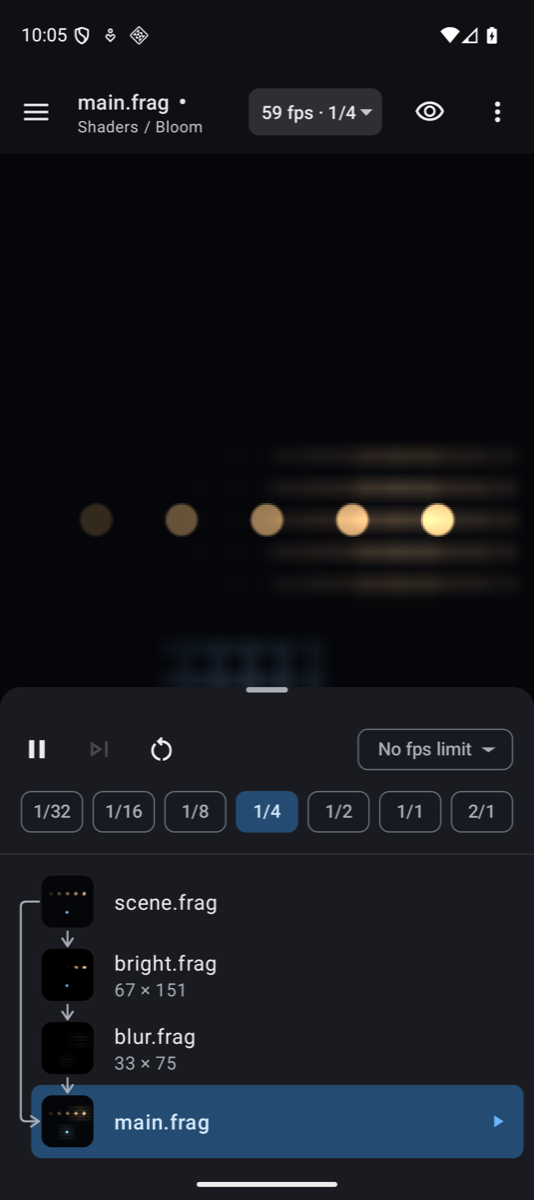 10:05
main.frag •
Shaders / Bloom
59 fps · 1/4
No fps limit
1/32
1/16
1/8
1/4
1/2
1/1
2/1
scene.frag
bright.frag
67 × 151
blur.frag
33 × 75
main.frag